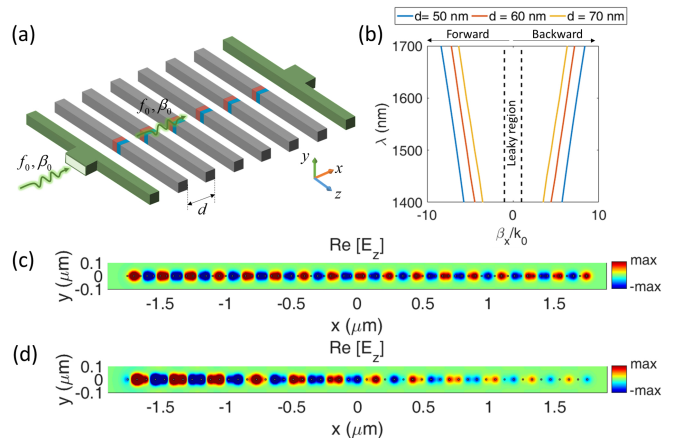 (a)
f0, β0
f0, β0
d
y
x
z
(b)
d= 50 nm d= 60 nm d = 70 nm
Forward Backward
1700
1600
1500
1400
λ (nm)
Leaky region
-10 0 10
βx/k0
(c)
Re [Ez]
y (μm)
0.1
0
-0.1
max
-max
-1.5 -1 -0.5 0 0.5 1 1.5
x (μm)
(d)
Re [Ez]
y (μm)
0.1
0
-0.1
max
-max
-1.5 -1 -0.5 0 0.5 1 1.5
x (μm)